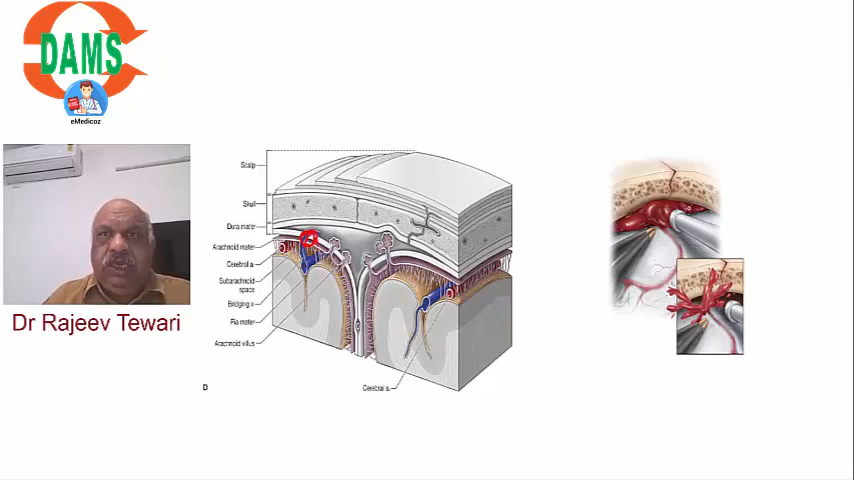 DAMS
eMedicoz
Dr Rajeev Tewari
Scalp
Skull
Dura mater
Arachnoid mater
Cerebral a.
Subarachnoid
space
Bridging v.
Pia mater
Arachnoid villus
D
Cerebral a.